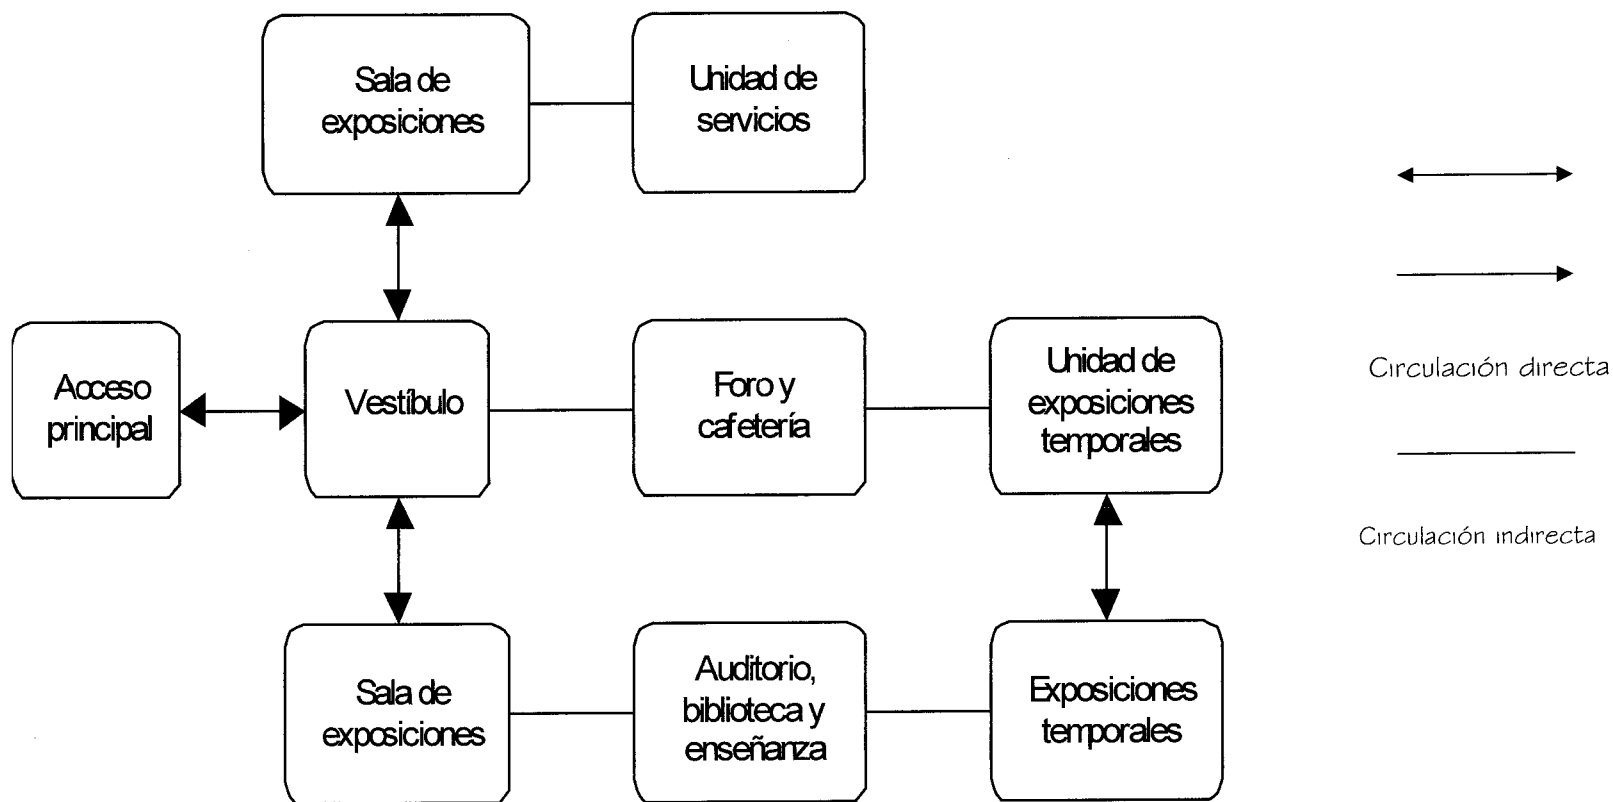 Sala de
exposiciones
Unidad de
servicios
Acceso
principal
Vestíbulo
Foro y
cafetería
Unidad de
exposiciones
temporales
Sala de
exposiciones
Auditorio,
biblioteca y
enseñanza
Exposiciones
temporales
Circulación directa
Circulación indirecta